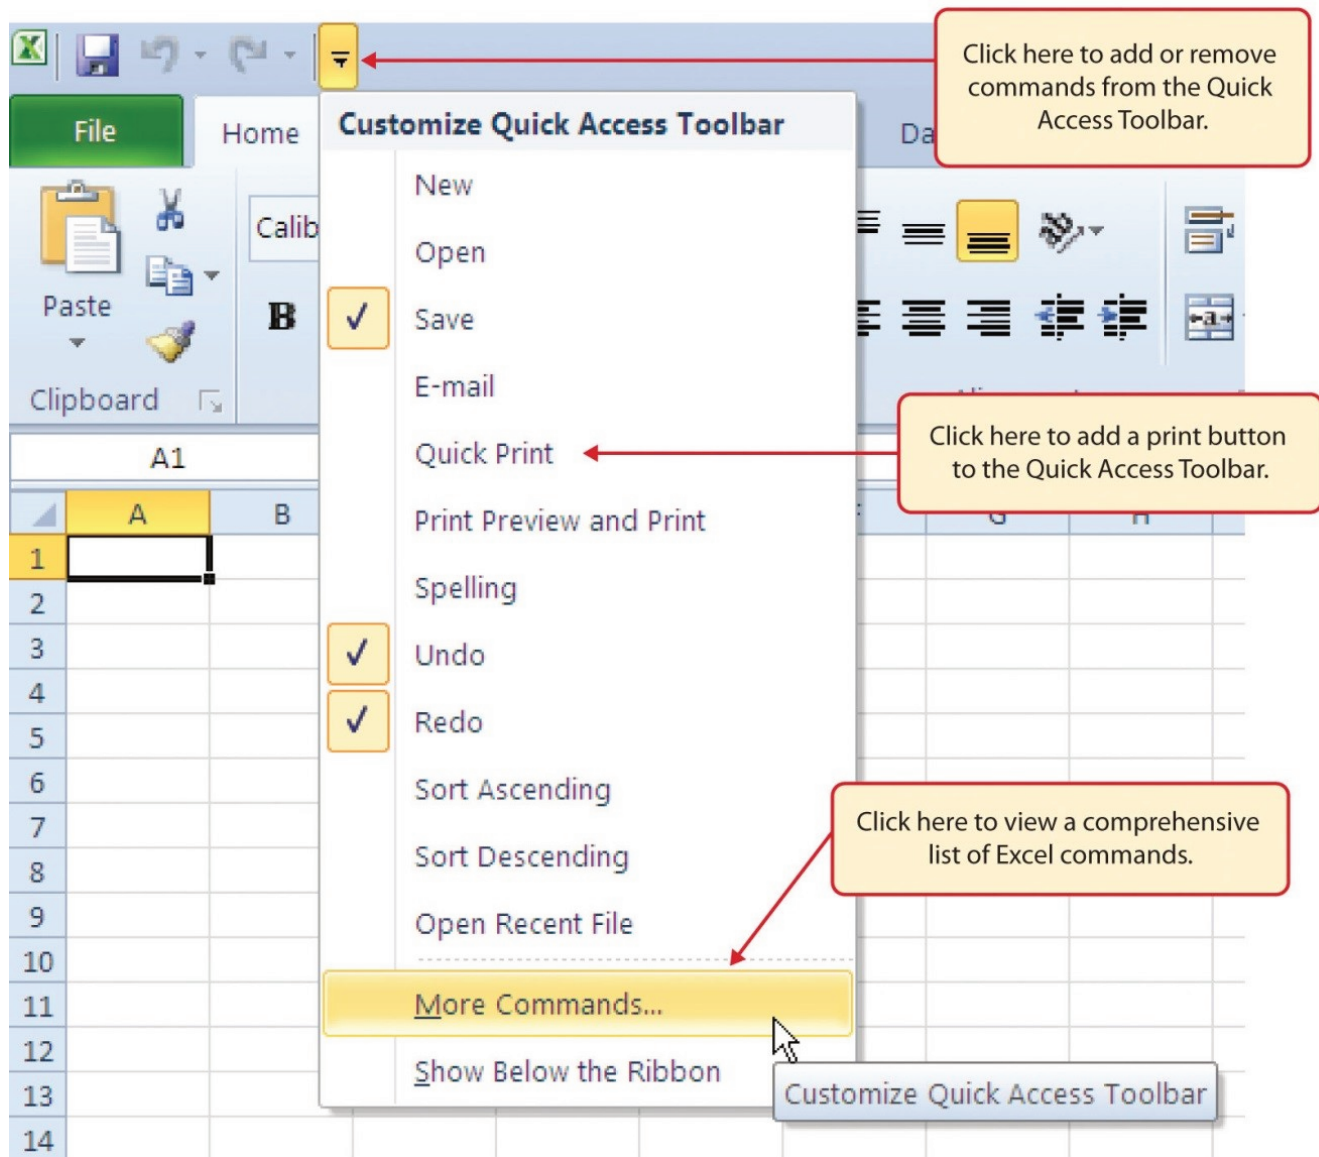 Click here to add or remove
commands from the Quick
Access Toolbar.
File
Home
Customize Quick Access Toolbar
New
Open
Save
E-mail
Quick Print
Print Preview and Print
Spelling
Undo
Redo
Sort Ascending
Sort Descending
Open Recent File
More Commands...
Show Below the Ribbon
Customize Quick Access Toolbar
Calib
Paste
B
Clipboard
a
Click here to add a print button
to the Quick Access Toolbar.
A1
A B G H
1
2
3
4
5
6
7
8
9
10
11
12
13
14
Click here to view a comprehensive
list of Excel commands.